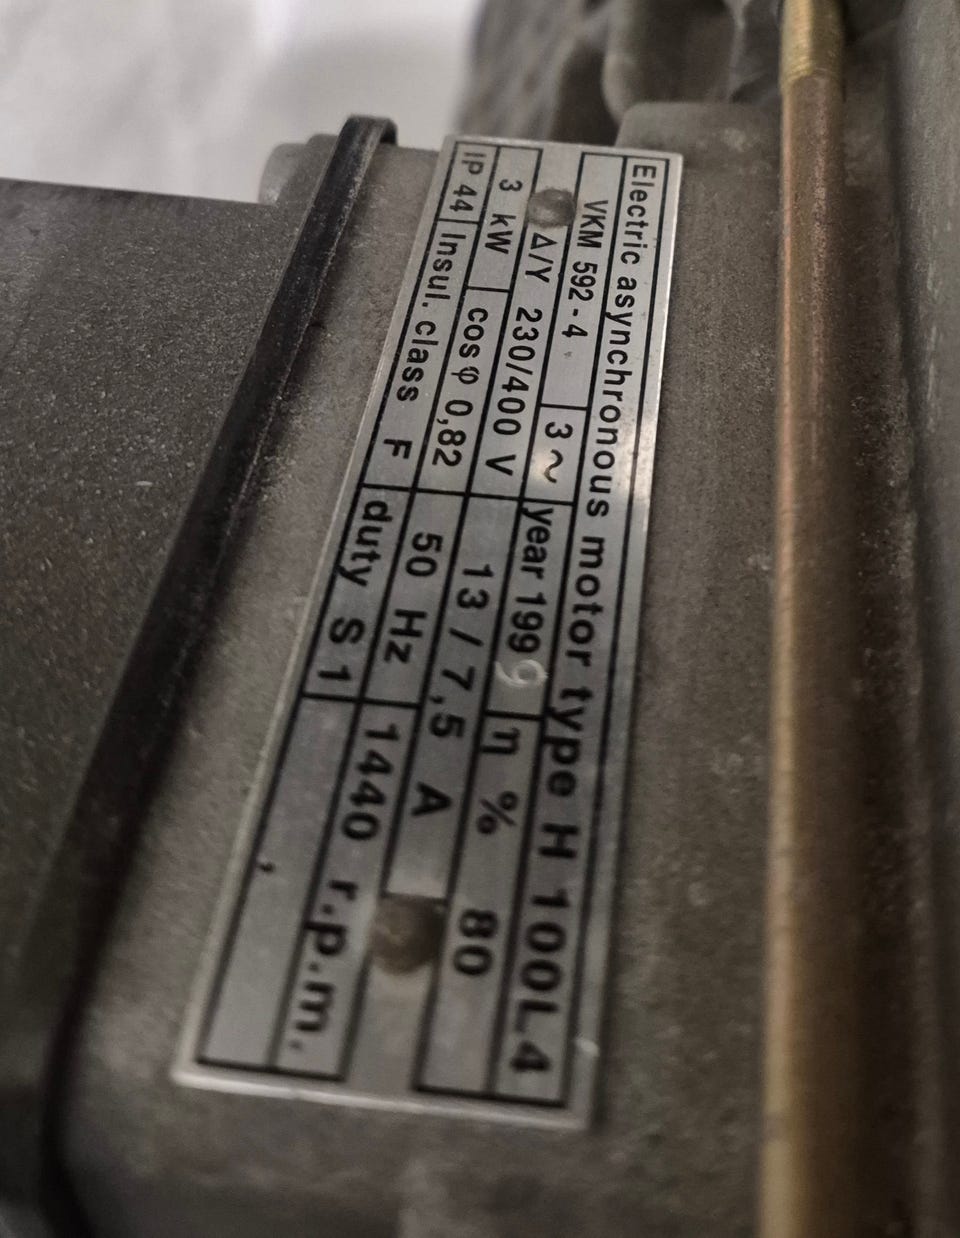 Electric asynchronous motor type H 100L4
VKM 592-4 3~ year 1999 η % 80
Δ/Y 230/400 V 13 / 7,5 A
3 kW cos φ 0,82 50 Hz 1440 r.p.m.
IP 44 Insul. class F duty S1